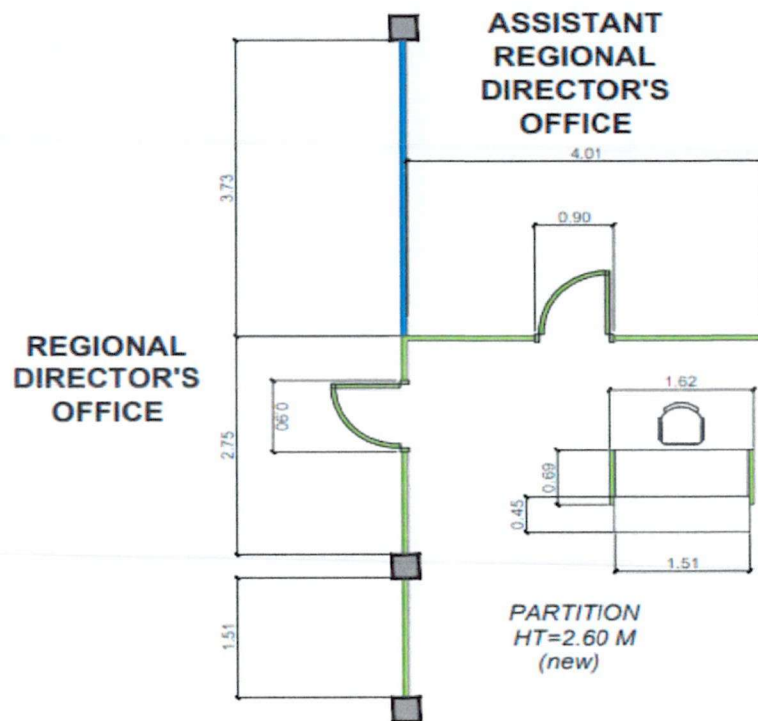 ASSISTANT
REGIONAL
DIRECTOR'S
OFFICE
4.01
3.73
0.90
REGIONAL
DIRECTOR'S
OFFICE
0.90
2.75
1.62
0.69
0.45
1.51
1.51
PARTITION
HT=2.60 M
(new)